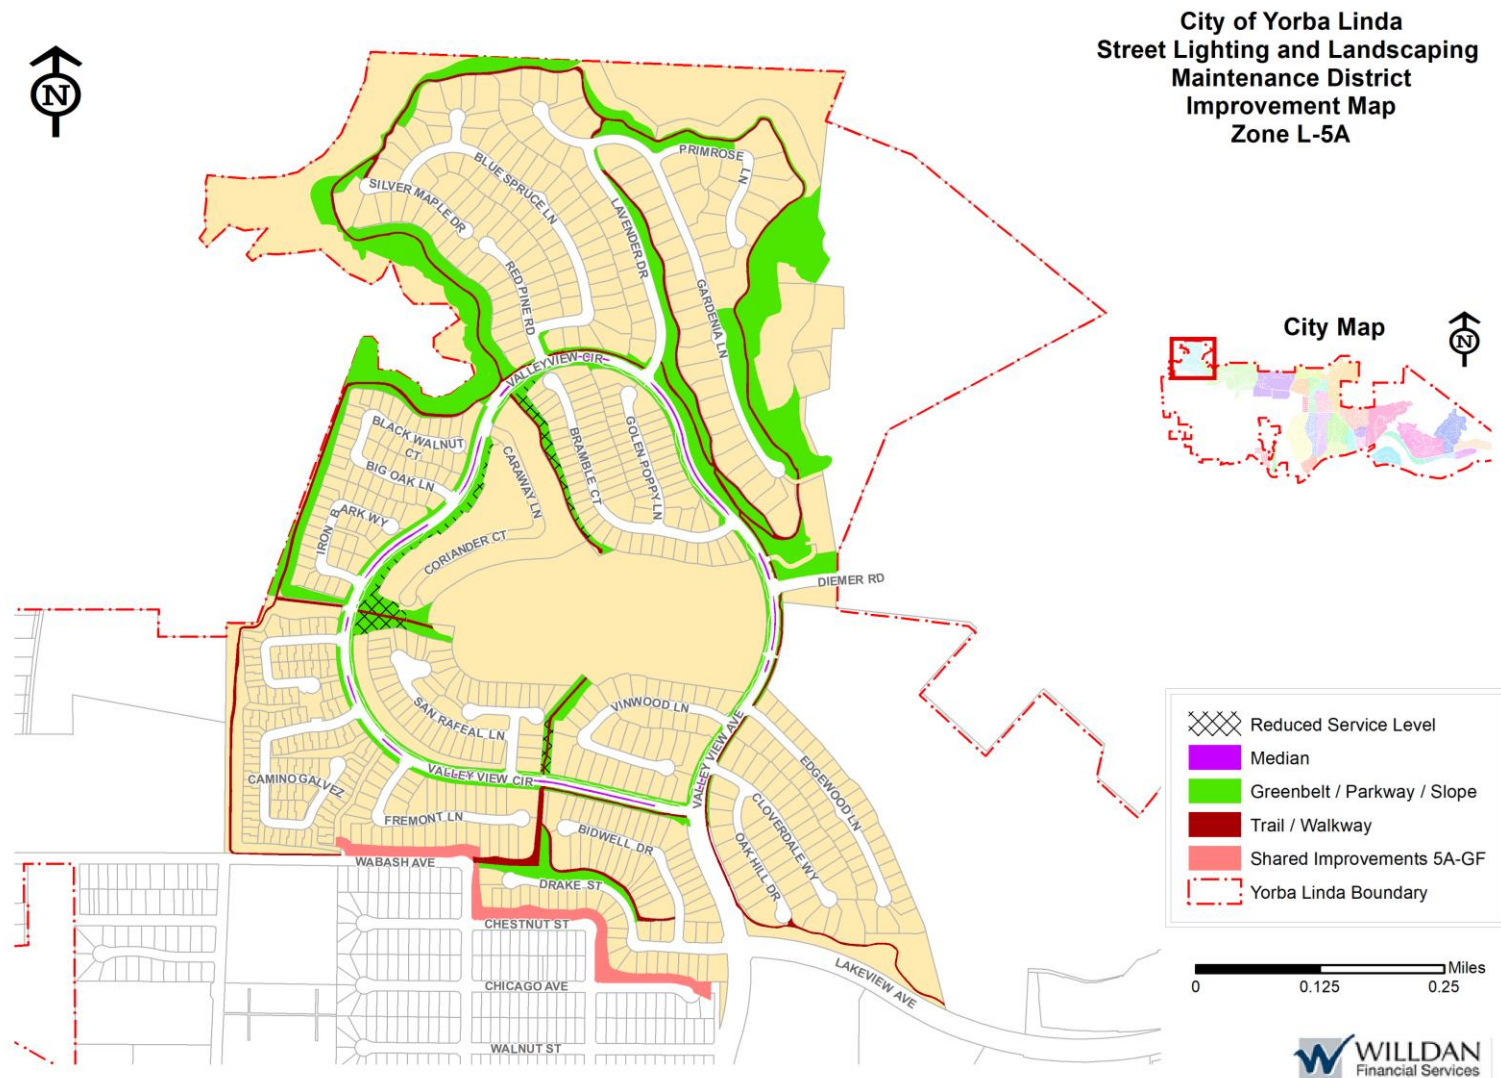 City of Yorba Linda
Street Lighting and Landscaping
Maintenance District
Improvement Map
Zone L-5A
N
PRIMROSE
LN
BLUE SPRUCE LN
SILVER MAPLE DR
LAVENDER DR
RED PINE RD
GARDENIA LN
VALLEYVIEW CIR
City Map
N
BLACK WALNUT
CT
BIG OAK LN
IRON B
ARK WY
CARAWAY LN
BRAMBLE CT
GOLEN POPPY LN
CORIANDER CT
DIEMER RD
SAN RAFEAL LN
VINWOOD LN
VALLEY VIEW AVE
EDGEWOOD LN
CAMINO GALVEZ
VALLEY VIEW CIR
FREMONT LN
BIDWELL DR
CLOVERDALE WY
OAK HILL DR
WABASH AVE
DRAKE ST
CHESTNUT ST
CHICAGO AVE
LAKEVIEW AVE
WALNUT ST
Reduced Service Level
Median
Greenbelt / Parkway / Slope
Trail / Walkway
Shared Improvements 5A-GF
Yorba Linda Boundary
Miles
0 0.125 0.25
WILLDAN
Financial Services